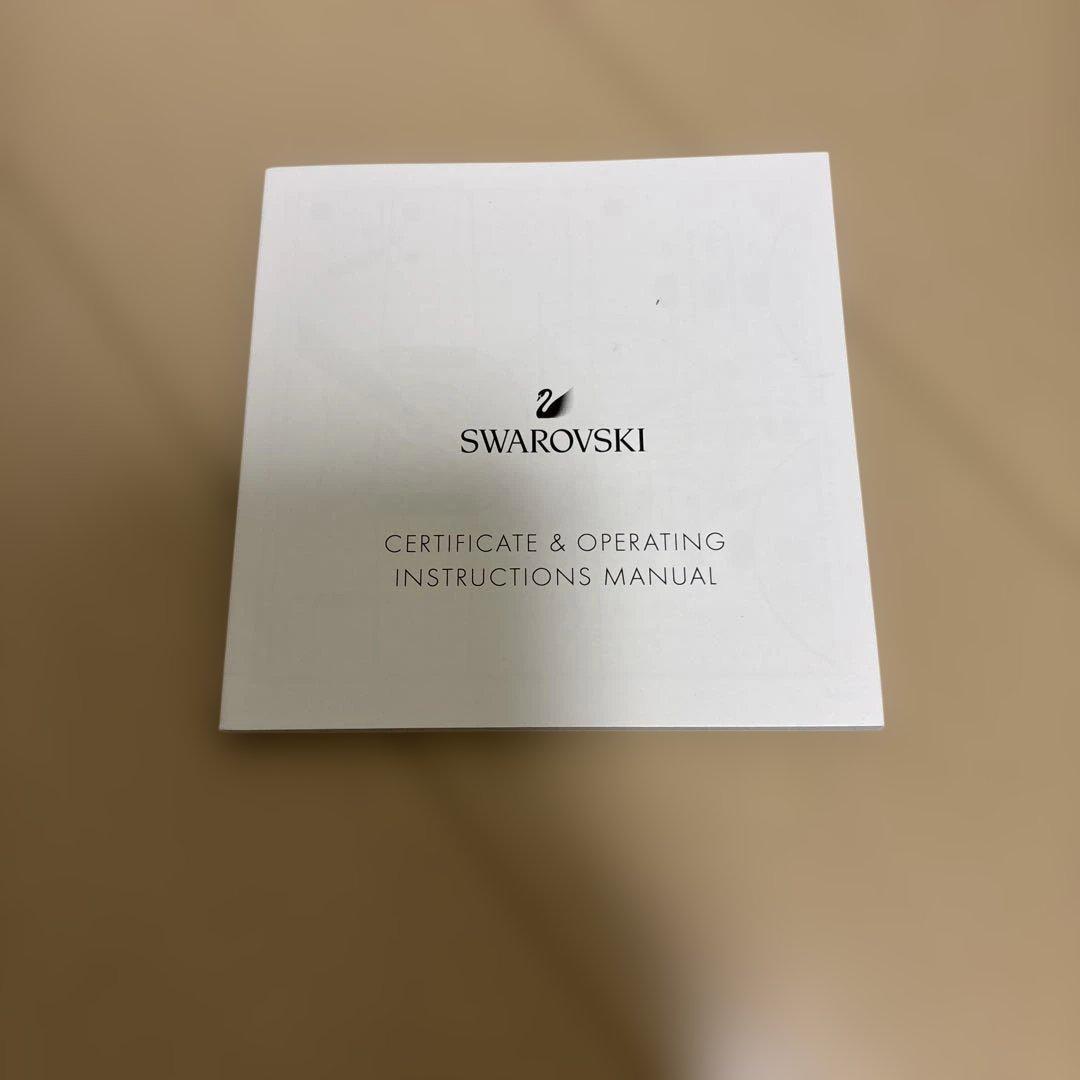 SWAROVSKI
CERTIFICATE & OPERATING
INSTRUCTIONS MANUAL